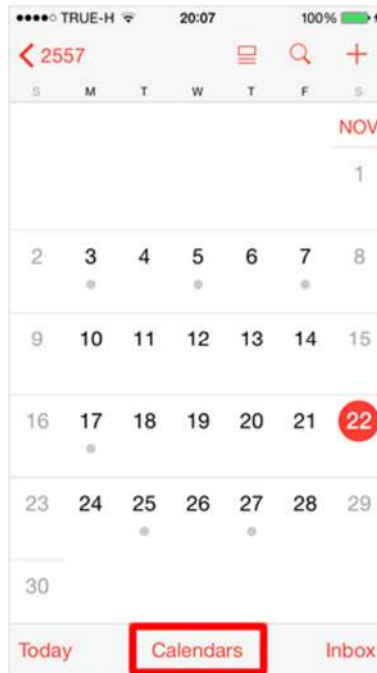 TRUE-H 20:07 100%
2557
S M T W T F S
NOV
1
2 3 4 5 6 7 8
9 10 11 12 13 14 15
16 17 18 19 20 21 22
23 24 25 26 27 28 29
30
Today Calendars Inbox